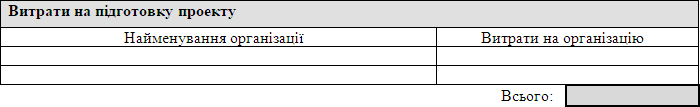 Витрати на підготовку проекту
Найменування організації Витрати на організацію
Всього: